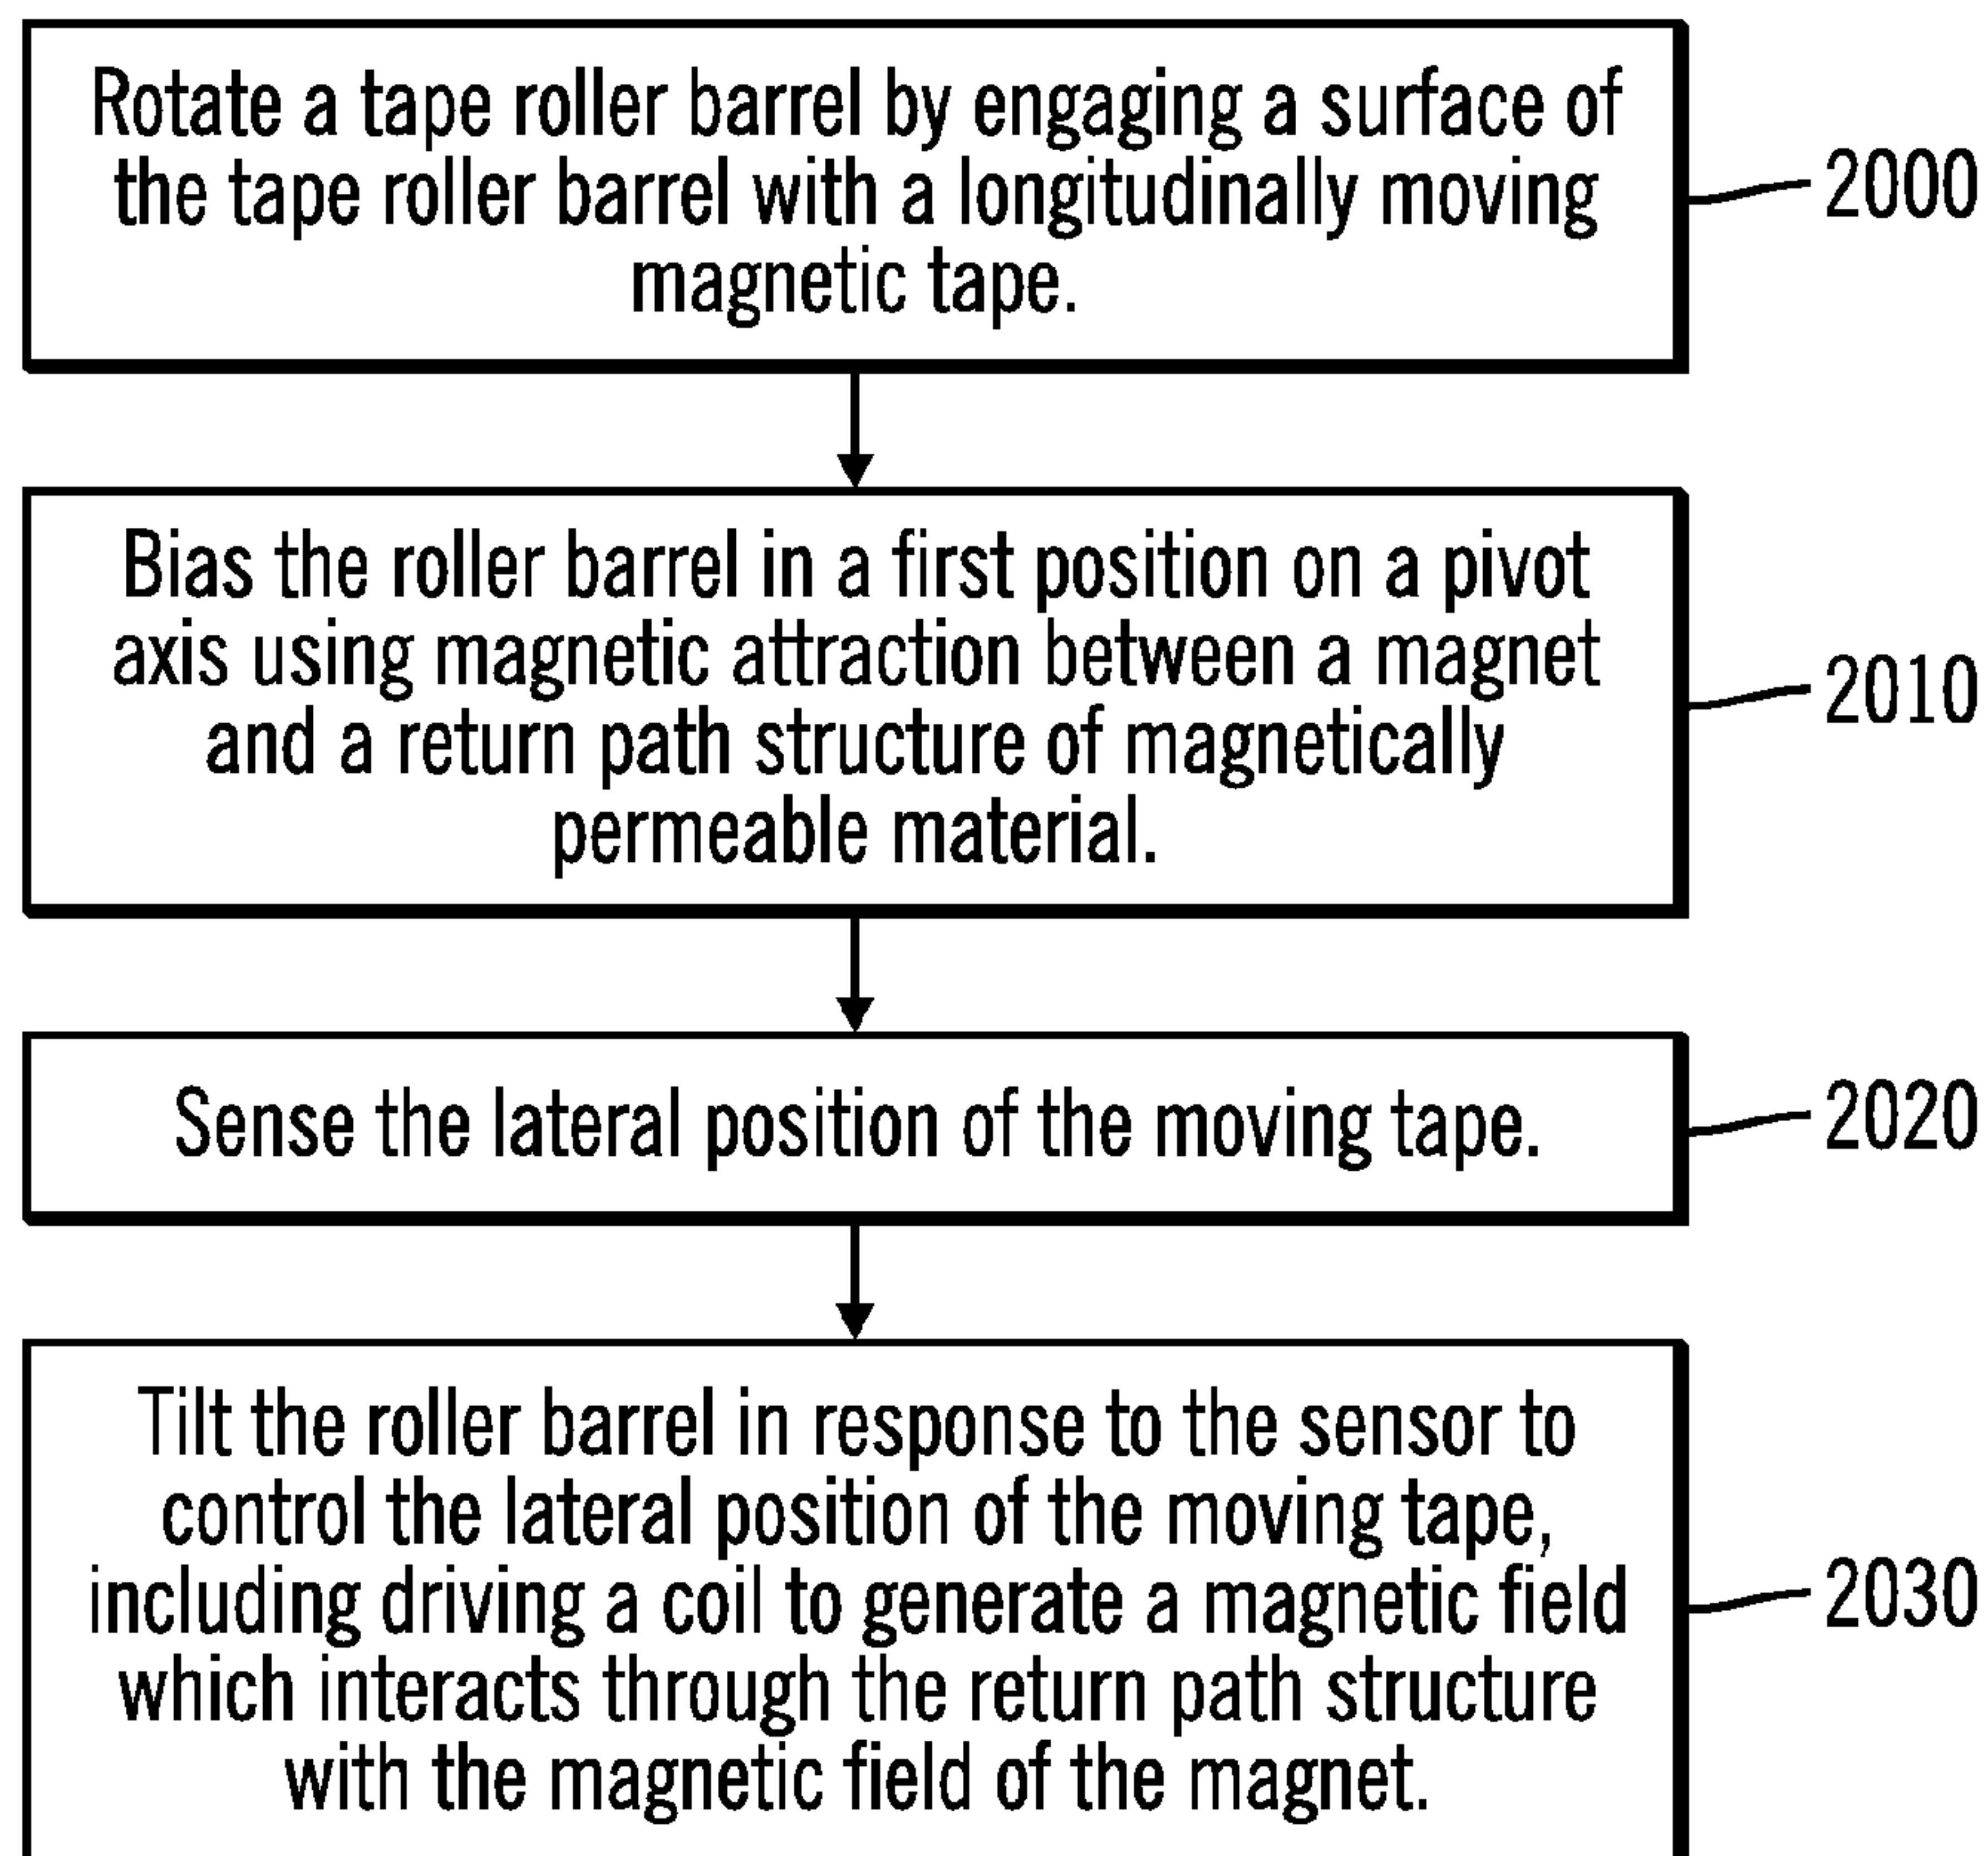 Rotate a tape roller barrel by engaging a surface of
the tape roller barrel with a longitudinally moving
magnetic tape.
2000
Bias the roller barrel in a first position on a pivot
axis using magnetic attraction between a magnet
and a return path structure of magnetically
permeable material.
2010
Sense the lateral position of the moving tape.
2020
Tilt the roller barrel in response to the sensor to
control the lateral position of the moving tape,
including driving a coil to generate a magnetic field
which interacts through the return path structure
with the magnetic field of the magnet.
2030